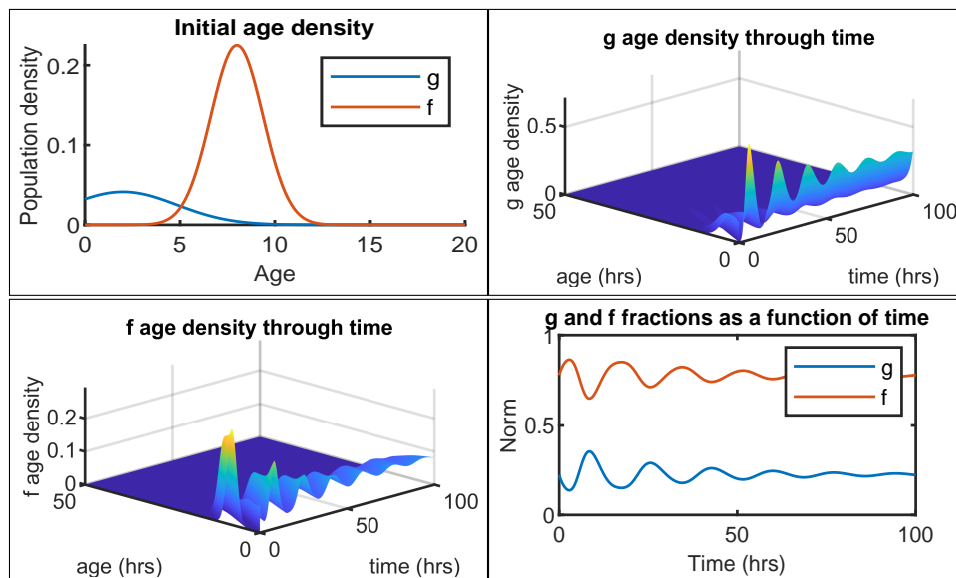 Initial age density
Population density
0.2
0.1
0
g
f
0
5
10
15
20
Age
g age density through time
g age density
0.5
0
50
0
0
50
100
age (hrs)
time (hrs)
f age density through time
f age density
0.2
0.1
0
50
0
0
50
100
age (hrs)
time (hrs)
g and f fractions as a function of time
Norm
1
0.5
0
g
f
0
50
100
Time (hrs)